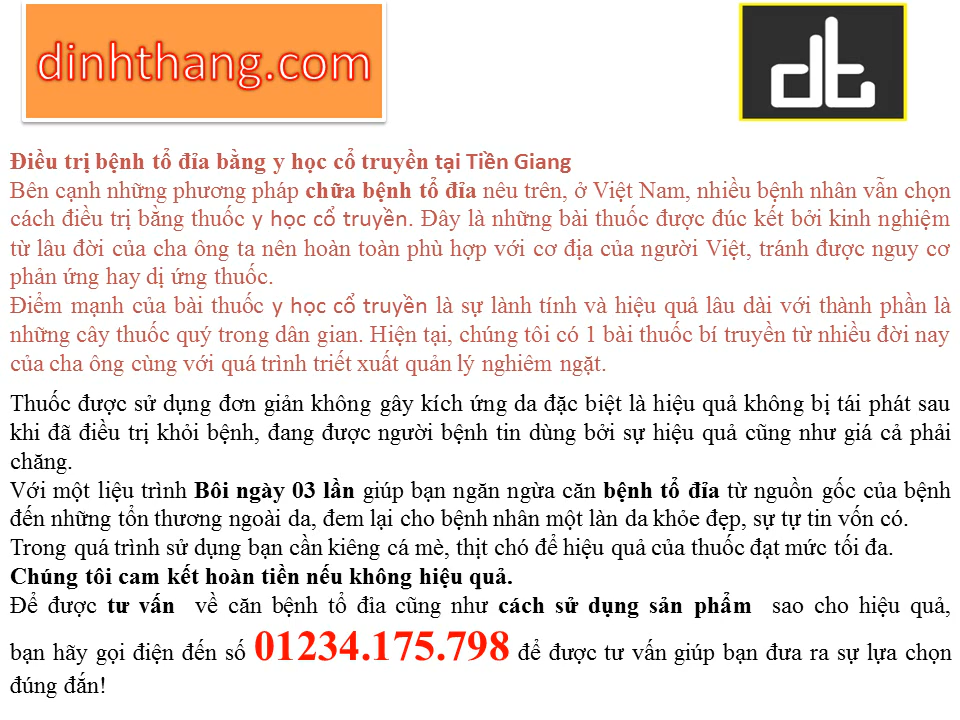 dinhthang.com
dt
Điều trị bệnh tổ đỉa bằng y học cổ truyền tại Tiền Giang
Bên cạnh những phương pháp chữa bệnh tổ đỉa nêu trên, ở Việt Nam, nhiều bệnh nhân vẫn chọn
cách điều trị bằng thuốc y học cổ truyền. Đây là những bài thuốc được đúc kết bởi kinh nghiệm
từ lâu đời của cha ông ta nên hoàn toàn phù hợp với cơ địa của người Việt, tránh được nguy cơ
phản ứng hay dị ứng thuốc.
Điểm mạnh của bài thuốc y học cổ truyền là sự lành tính và hiệu quả lâu dài với thành phần là
những cây thuốc quý trong dân gian. Hiện tại, chúng tôi có 1 bài thuốc bí truyền từ nhiều đời nay
của cha ông cùng với quá trình triết xuất quản lý nghiêm ngặt.
Thuốc được sử dụng đơn giản không gây kích ứng da đặc biệt là hiệu quả không bị tái phát sau
khi đã điều trị khỏi bệnh, đang được người bệnh tin dùng bởi sự hiệu quả cũng như giá cả phải
chăng.
Với một liệu trình Bôi ngày 03 lần giúp bạn ngăn ngừa căn bệnh tổ đỉa từ nguồn gốc của bệnh
đến những tổn thương ngoài da, đem lại cho bệnh nhân một làn da khỏe đẹp, sự tự tin vốn có.
Trong quá trình sử dụng bạn cần kiêng cá mè, thịt chó để hiệu quả của thuốc đạt mức tối đa.
Chúng tôi cam kết hoàn tiền nếu không hiệu quả.
Để được tư vấn về căn bệnh tổ đỉa cũng như cách sử dụng sản phẩm sao cho hiệu quả,
bạn hãy gọi điện đến số 01234.175.798 để được tư vấn giúp bạn đưa ra sự lựa chọn
đúng đắn!